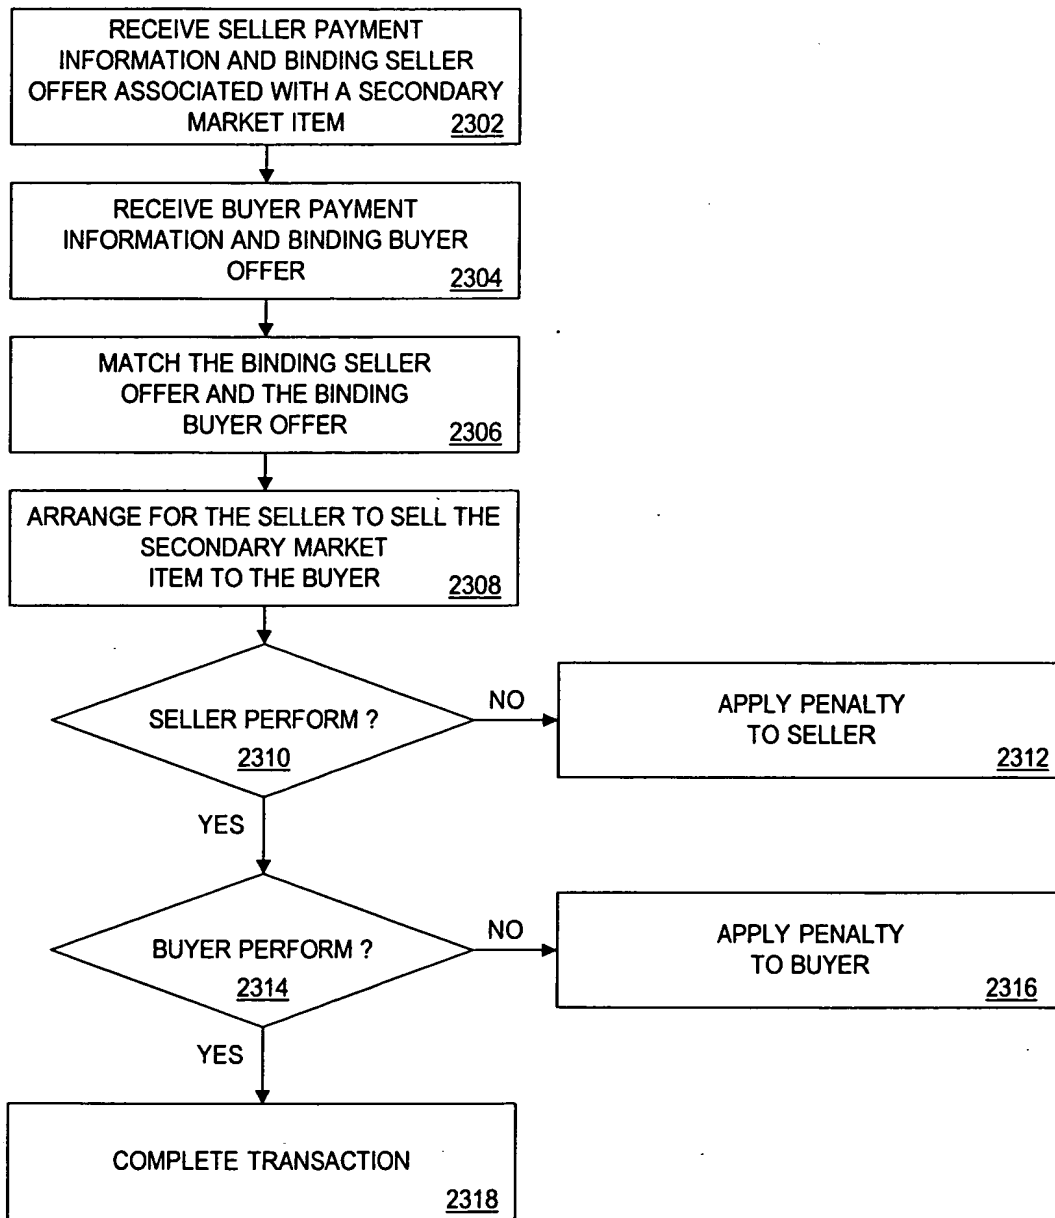 RECEIVE SELLER PAYMENT
INFORMATION AND BINDING SELLER
OFFER ASSOCIATED WITH A SECONDARY
MARKET ITEM
2302
RECEIVE BUYER PAYMENT
INFORMATION AND BINDING BUYER
OFFER
2304
MATCH THE BINDING SELLER
OFFER AND THE BINDING
BUYER OFFER
2306
ARRANGE FOR THE SELLER TO SELL THE
SECONDARY MARKET
ITEM TO THE BUYER
2308
SELLER PERFORM ?
2310
NO
APPLY PENALTY
TO SELLER
2312
YES
BUYER PERFORM ?
2314
NO
APPLY PENALTY
TO BUYER
2316
YES
COMPLETE TRANSACTION
2318